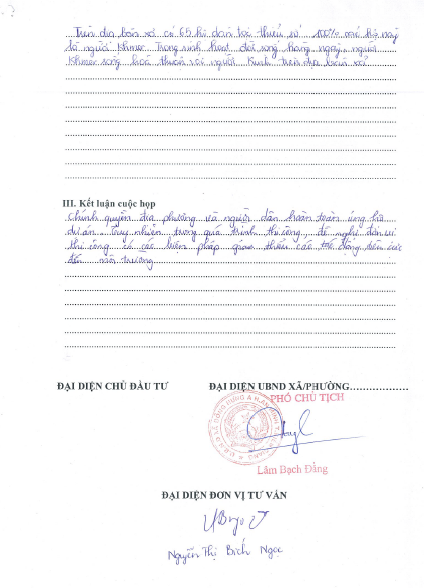 Trên địa bàn xã có 65 hộ dân tộc thiểu số 100% các hộ này
là người Khmer Trong sinh hoạt đời sống hàng ngày, người
Khmer sống hòa thuận với người Kinh trên địa bàn xã
III. Kết luận cuộc họp
Chính quyền địa phương và người dân hoàn toàn ủng hộ
dự án. Tuy nhiên trong quá trình thi công, đề nghị đơn vị
thi công có các biện pháp giảm thiểu các tác động tiêu cực
đến môi trường
ĐẠI DIỆN CHỦ ĐẦU TƯ
ĐẠI DIỆN UBND XÃ/PHƯỜNG..................
PHÓ CHỦ TỊCH
Lâm Bạch Đằng
ĐẠI DIỆN ĐƠN VỊ TƯ VẤN
Nguyễn Thị Bích Ngọc